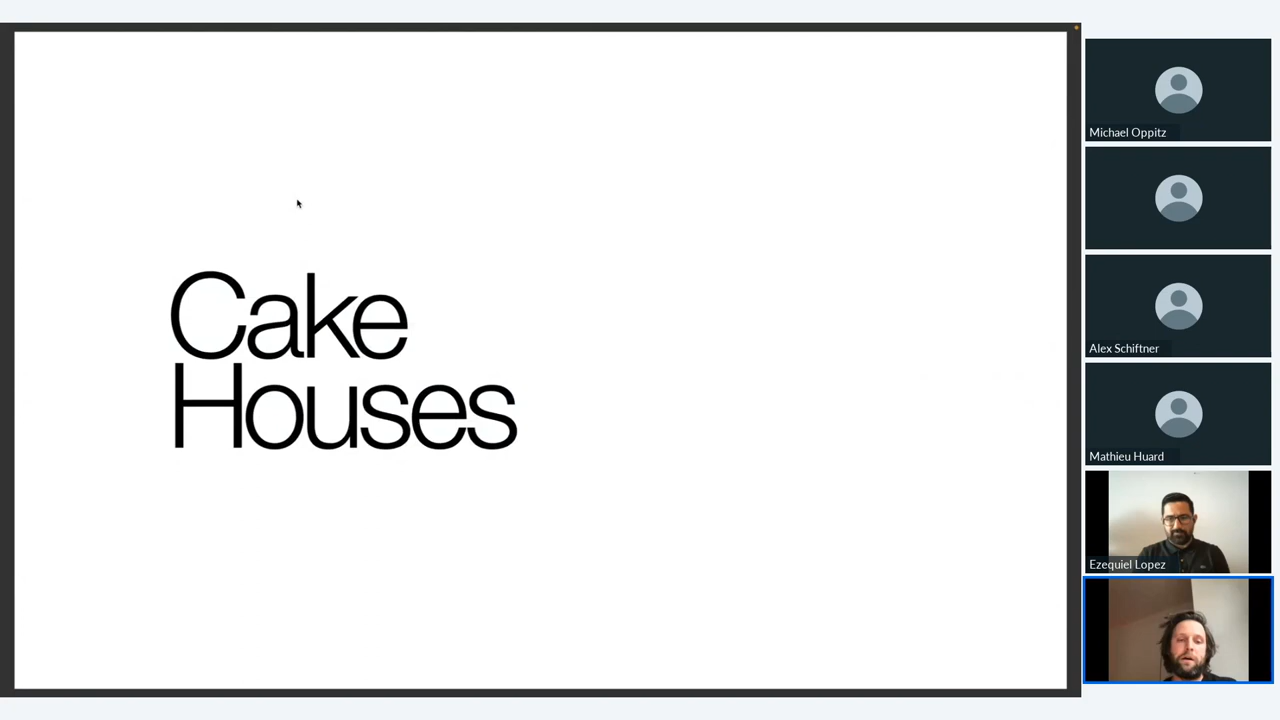 Cake
Houses
Michael Oppitz
Alex Schiftner
Mathieu Huard
Ezequiel Lopez